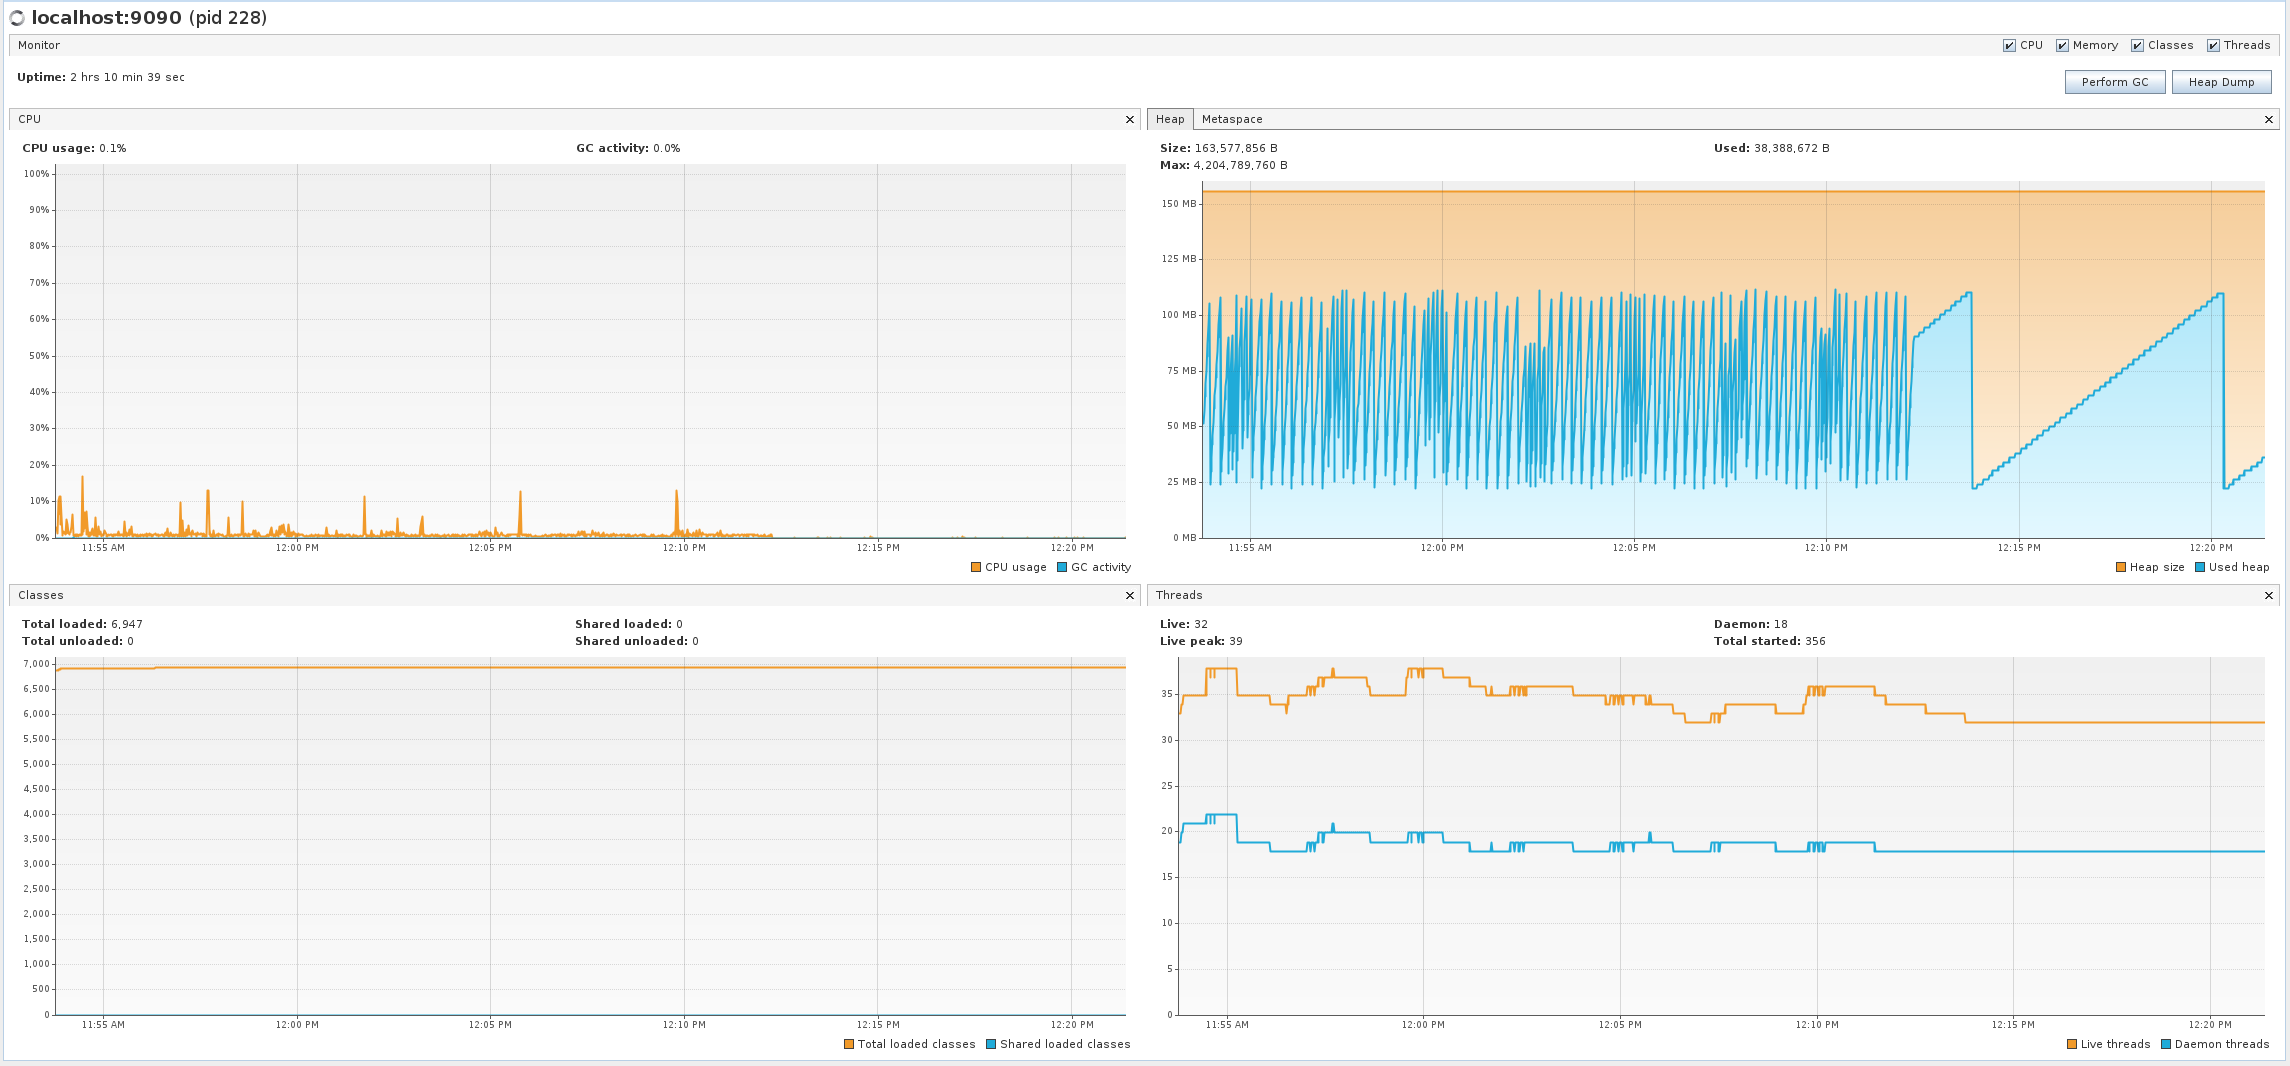 localhost:9090 (pid 228)
Monitor
CPU Memory Classes Threads
Uptime: 2 hrs 10 min 39 sec
Perform GC Heap Dump
CPU
CPU usage: 0.1% GC activity: 0.0%
100%
90%
80%
70%
60%
50%
40%
30%
20%
10%
0%
11:55 AM 12:00 PM 12:05 PM 12:10 PM 12:15 PM 12:20 PM
CPU usage GC activity
Heap Metaspace
Size: 163,577,856 B Used: 38,388,672 B
Max: 4,204,789,760 B
150 MB
125 MB
100 MB
75 MB
50 MB
25 MB
0 MB
11:55 AM 12:00 PM 12:05 PM 12:10 PM 12:15 PM 12:20 PM
Heap size Used heap
Classes
Total loaded: 6,947 Shared loaded: 0
Total unloaded: 0 Shared unloaded: 0
7,000
6,500
6,000
5,500
5,000
4,500
4,000
3,500
3,000
2,500
2,000
1,500
1,000
500
0
11:55 AM 12:00 PM 12:05 PM 12:10 PM 12:15 PM 12:20 PM
Total loaded classes Shared loaded classes
Threads
Live: 32 Daemon: 18
Live peak: 39 Total started: 356
35
30
25
20
15
10
5
0
11:55 AM 12:00 PM 12:05 PM 12:10 PM 12:15 PM 12:20 PM
Live threads Daemon threads